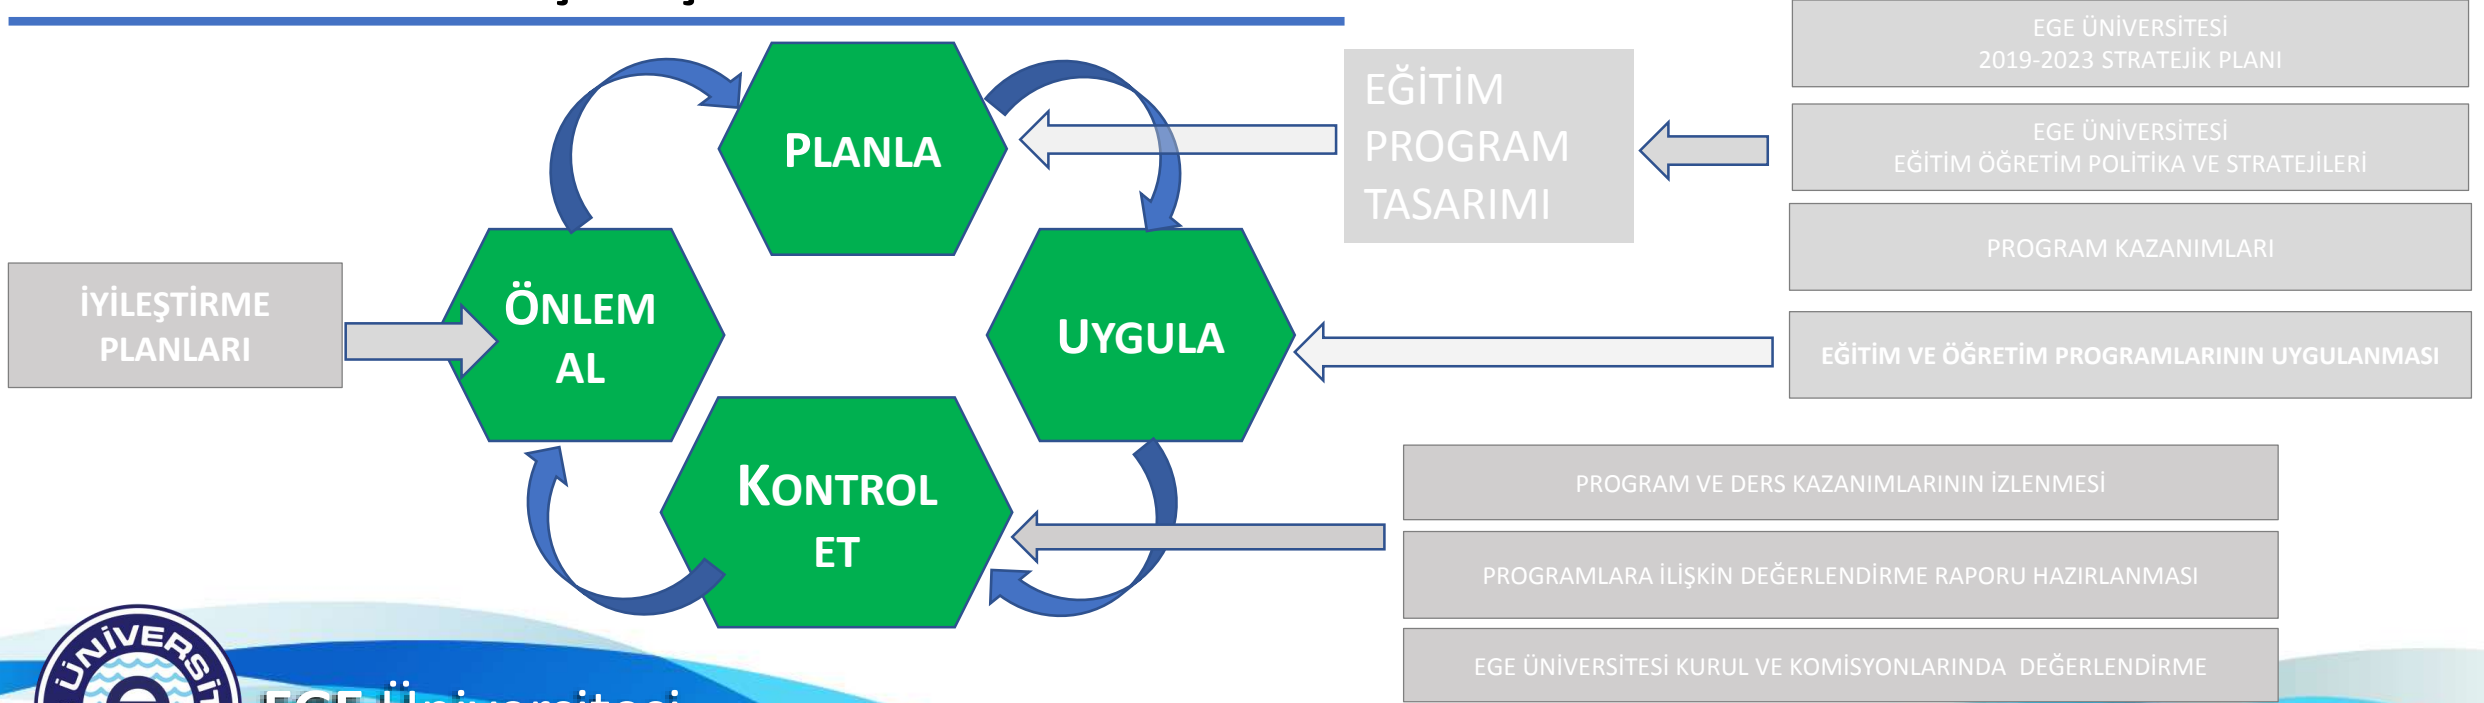 EGE ÜNİVERSİTESİ
2019-2023 STRATEJİK PLANI
EĞİTİM
PROGRAM
TASARIMI
EGE ÜNİVERSİTESİ
EĞİTİM ÖĞRETİM POLİTİKA VE STRATEJİLERİ
PLANLA
PROGRAM KAZANIMLARI
İYİLEŞTİRME
PLANLARI
ÖNLEM
AL
UYGULA
EĞİTİM VE ÖĞRETİM PROGRAMLARININ UYGULANMASI
KONTROL
ET
PROGRAM VE DERS KAZANIMLARININ İZLENMESİ
PROGRAMLARA İLİŞKİN DEĞERLENDİRME RAPORU HAZIRLANMASI
EGE ÜNİVERSİTESİ KURUL VE KOMİSYONLARINDA DEĞERLENDİRME
EGE Üniversitesi